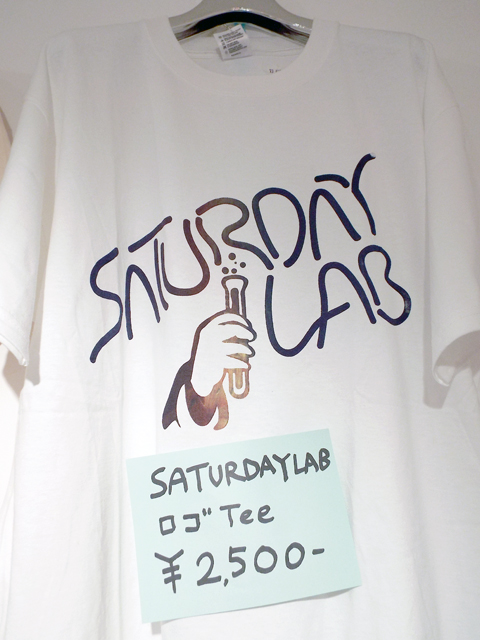 SATURDAY
LAB
SATURDAYLAB
ロゴ Tee
¥2,500-